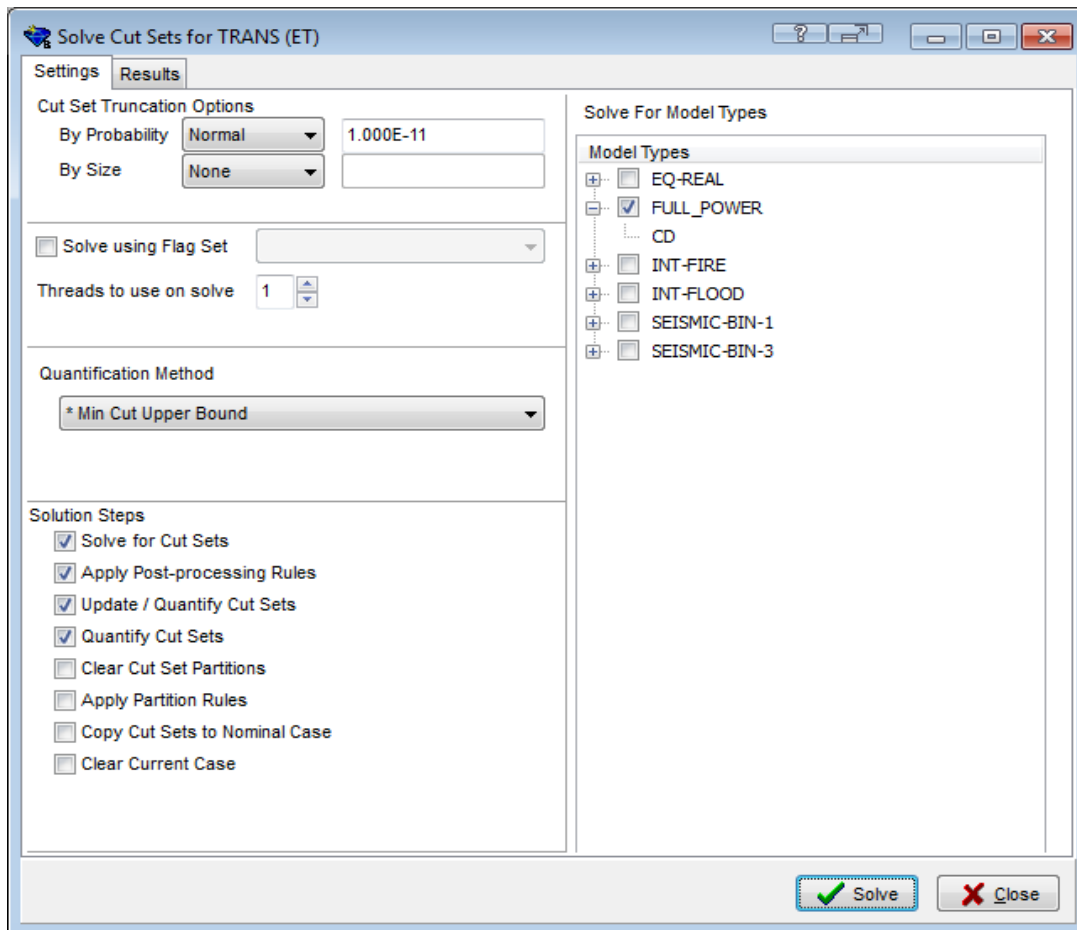 Solve Cut Sets for TRANS (ET)
Settings
Results
Cut Set Truncation Options
By Probability Normal 1.000E-11
By Size None
Solve using Flag Set
Threads to use on solve 1
Quantification Method
* Min Cut Upper Bound
Solution Steps
Solve for Cut Sets
Apply Post-processing Rules
Update / Quantify Cut Sets
Quantify Cut Sets
Clear Cut Set Partitions
Apply Partition Rules
Copy Cut Sets to Nominal Case
Clear Current Case
Solve For Model Types
Model Types
EQ-REAL
FULL_POWER
CD
INT-FIRE
INT-FLOOD
SEISMIC-BIN-1
SEISMIC-BIN-3
Solve
Close